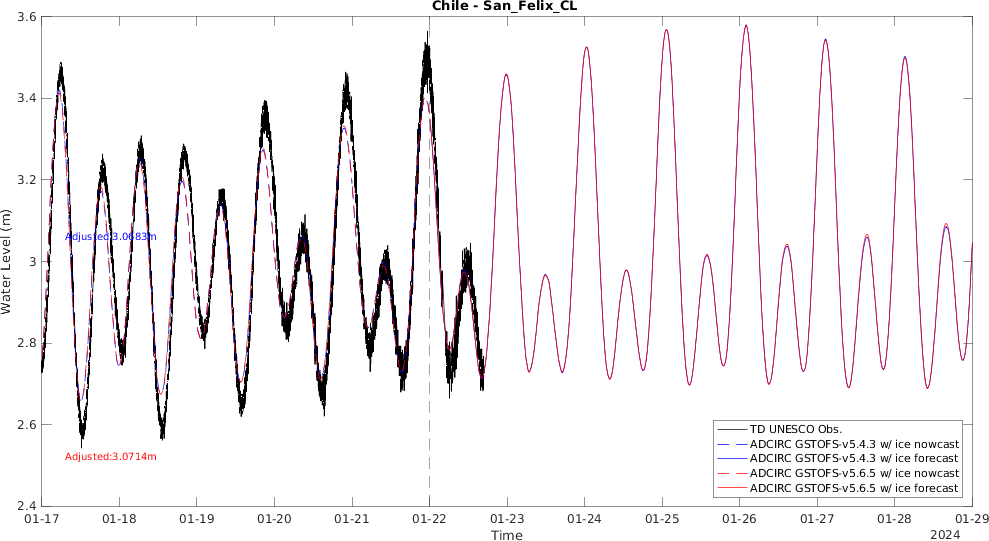 Chile - San_Felix_CL
3.6
3.4
3.2
3
2.8
2.6
2.4
Water Level (m)
Adjusted:3.0683m
Adjusted:3.0714m
TD UNESCO Obs.
ADCIRC GSTOFS-v5.4.3 w/ ice nowcast
ADCIRC GSTOFS-v5.4.3 w/ ice forecast
ADCIRC GSTOFS-v5.6.5 w/ ice nowcast
ADCIRC GSTOFS-v5.6.5 w/ ice forecast
01-17 01-18 01-19 01-20 01-21 01-22 01-23 01-24 01-25 01-26 01-27 01-28 01-29
Time
2024